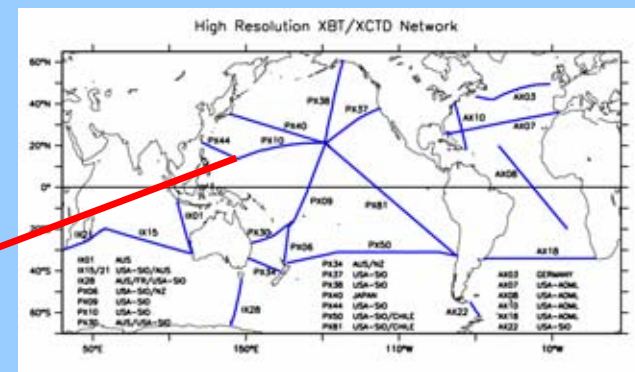 High Resolution XBT/XCTD Network
60°N
40°N
20°N
0°
20°S
40°S
60°S
50°E
150°E
110°W
10°W
PX38
PX37
PX40
PX44
PX10
PX09
PX81
PX06
PX30
PX34
PX50
IX01
IX15
IX21
IX28
AX03
AX10
AX07
AX08
AX18
AX22
IX01 AUS
IX15/21 USA-SIO/AUS
IX28 AUS/FR/USA-SIO
PX06 USA-SIO/NZ
PX09 USA-SIO
PX10 USA-SIO
PX30 AUS/USA-SIO
PX34 AUS/NZ
PX37 USA-SIO
PX38 USA-SIO
PX40 JAPAN
PX44 USA-SIO
PX50 USA-SIO/CHILE
PX81 USA-SIO/CHILE
AX03 GERMANY
AX07 USA-AOML
AX08 USA-AOML
AX10 USA-AOML
AX18 USA-AOML
AX22 USA-SIO